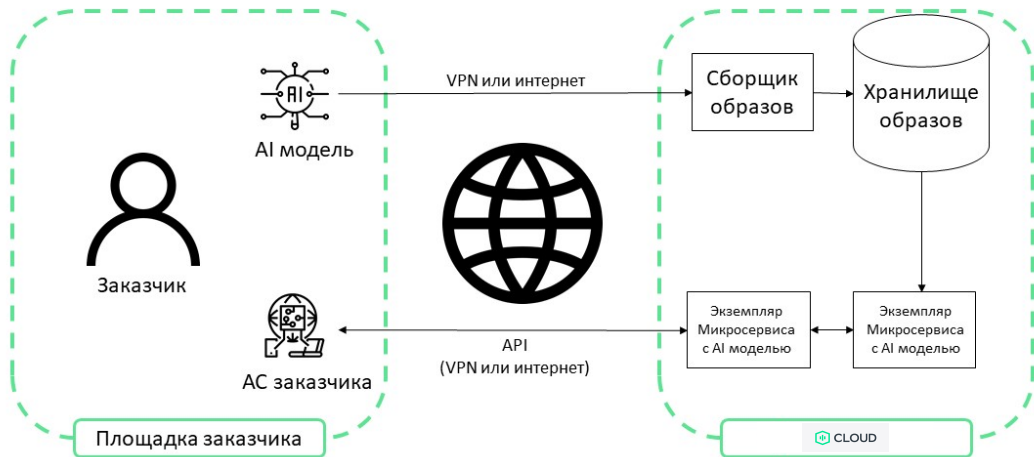 AI
AI модель
Заказчик
АС заказчика
Площадка заказчика
VPN или интернет
API
(VPN или интернет)
Сборщик
образов
Хранилище
образов
Экземпляр
Микросервиса
с AI моделью
Экземпляр
Микросервиса
с AI моделью
CLOUD